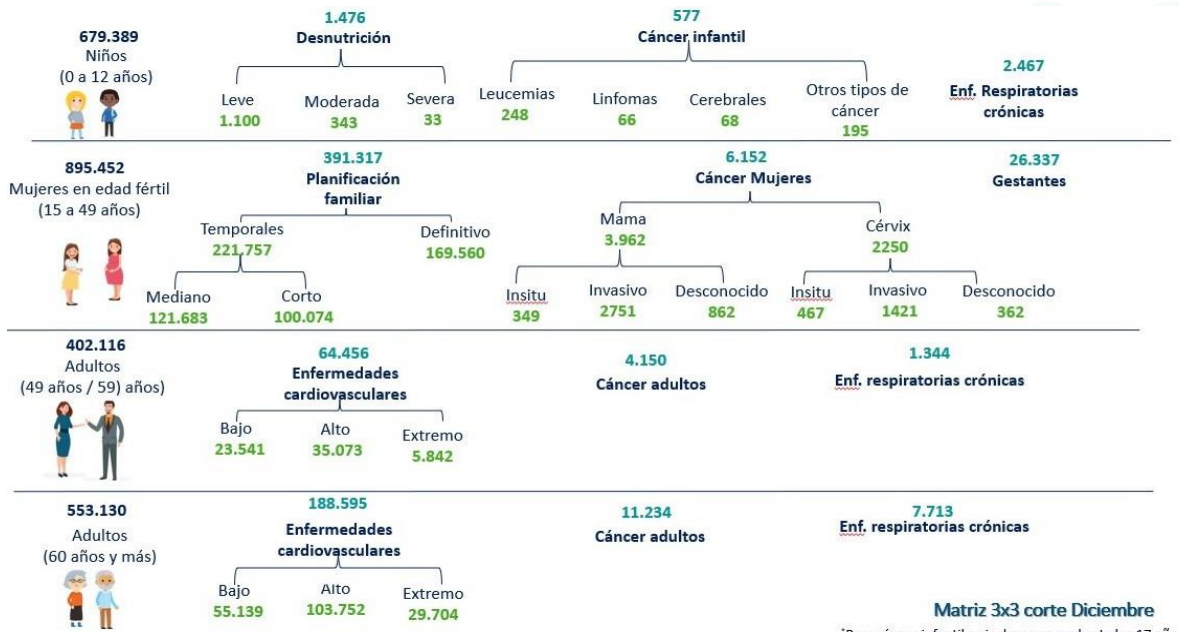 679.389
Niños
(0 a 12 años)
1.476
Desnutrición
Leve
1.100
Moderada
343
Severa
33
577
Cáncer infantil
Leucemias
248
Linfomas
66
Cerebrales
68
Otros tipos de
cáncer
195
2.467
Enf. Respiratorias
crónicas
895.452
Mujeres en edad fértil
(15 a 49 años)
391.317
Planificación
familiar
Temporales
221.757
Definitivo
169.560
Mediano
121.683
Corto
100.074
6.152
Cáncer Mujeres
Mama
3.962
Insitu
349
Invasivo
2751
Desconocido
862
Cérvix
2250
Insitu
467
Invasivo
1421
Desconocido
362
26.337
Gestantes
402.116
Adultos
(49 años / 59) años)
64.456
Enfermedades
cardiovasculares
Bajo
23.541
Alto
35.073
Extremo
5.842
4.150
Cáncer adultos
1.344
Enf. respiratorias crónicas
553.130
Adultos
(60 años y más)
188.595
Enfermedades
cardiovasculares
Bajo
55.139
Alto
103.752
Extremo
29.704
11.234
Cáncer adultos
7.713
Enf. respiratorias crónicas
Matriz 3x3 corte Diciembre